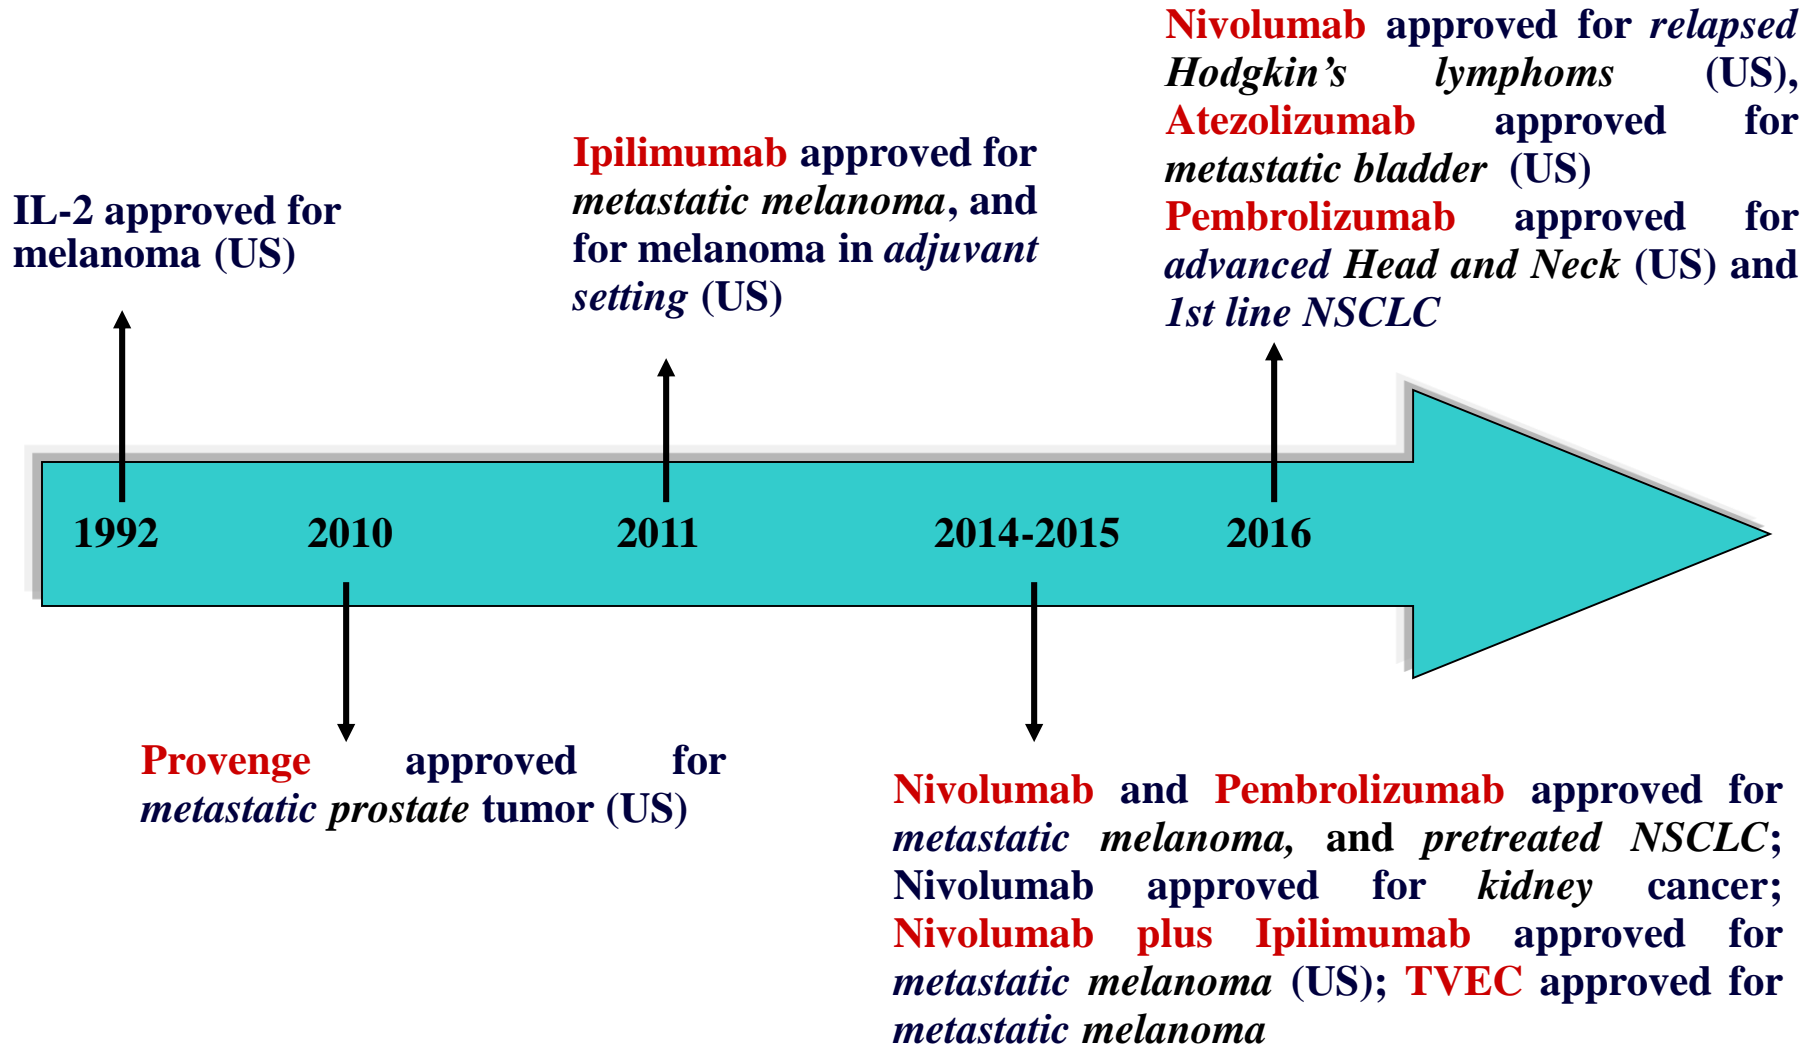 Nivolumab approved for relapsed
Hodgkin’s lymphoms (US),
Atezolizumab approved for
metastatic bladder (US)
Pembrolizumab approved for
advanced Head and Neck (US) and
1st line NSCLC
Ipilimumab approved for
metastatic melanoma, and
for melanoma in adjuvant
setting (US)
IL-2 approved for
melanoma (US)
1992
2010
2011
2014-2015
2016
Provenge approved for
metastatic prostate tumor (US)
Nivolumab and Pembrolizumab approved for
metastatic melanoma, and pretreated NSCLC;
Nivolumab approved for kidney cancer;
Nivolumab plus Ipilimumab approved for
metastatic melanoma (US); TVEC approved for
metastatic melanoma